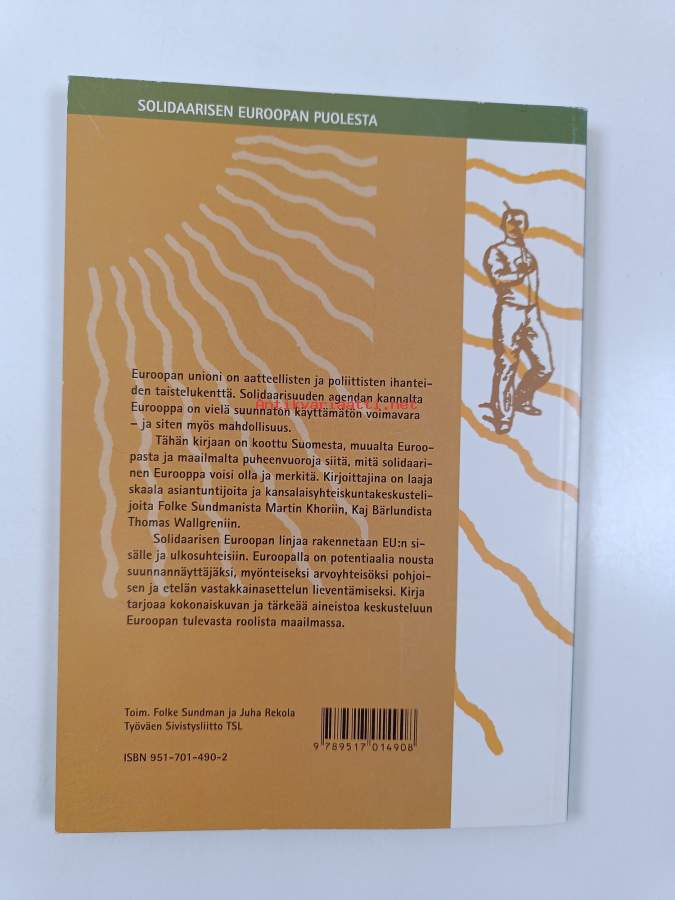 SOLIDAARISEN EUROOPAN PUOLESTA
Euroopan unioni on aatteellisten ja poliittisten ihantei-
den taistelukenttä. Solidaarisuuden agendan kannalta
Eurooppa on vielä suunnaton käyttämätön voimavara
– ja siten myös mahdollisuus.
Antikvariaatti.net
Tähän kirjaan on koottu Suomesta, muualta Euroo-
pasta ja maailmalta puheenvuoroja siitä, mitä solidaari-
nen Eurooppa voisi olla ja merkitä. Kirjoittajina on laaja
skaala asiantuntijoita ja kansalaisyhteiskuntakeskusteli-
joita Folke Sundmanista Martin Khoriin, Kaj Bärlundista
Thomas Wallgreniin.
Solidaarisen Euroopan linjaa rakennetaan EU:n si-
sälle ja ulkosuhteisiin. Euroopalla on potentiaalia nousta
suunnannäyttäjäksi, myönteiseksi arvoyhteisöksi pohjoi-
sen ja etelän vastakkainasettelun lieventämiseksi. Kirja
tarjoaa kokonaiskuvan ja tärkeää aineistoa keskusteluun
Euroopan tulevasta roolista maailmassa.
Toim. Folke Sundman ja Juha Rekola
Työväen Sivistysliitto TSL
ISBN 951-701-490-2
9 789517 014908